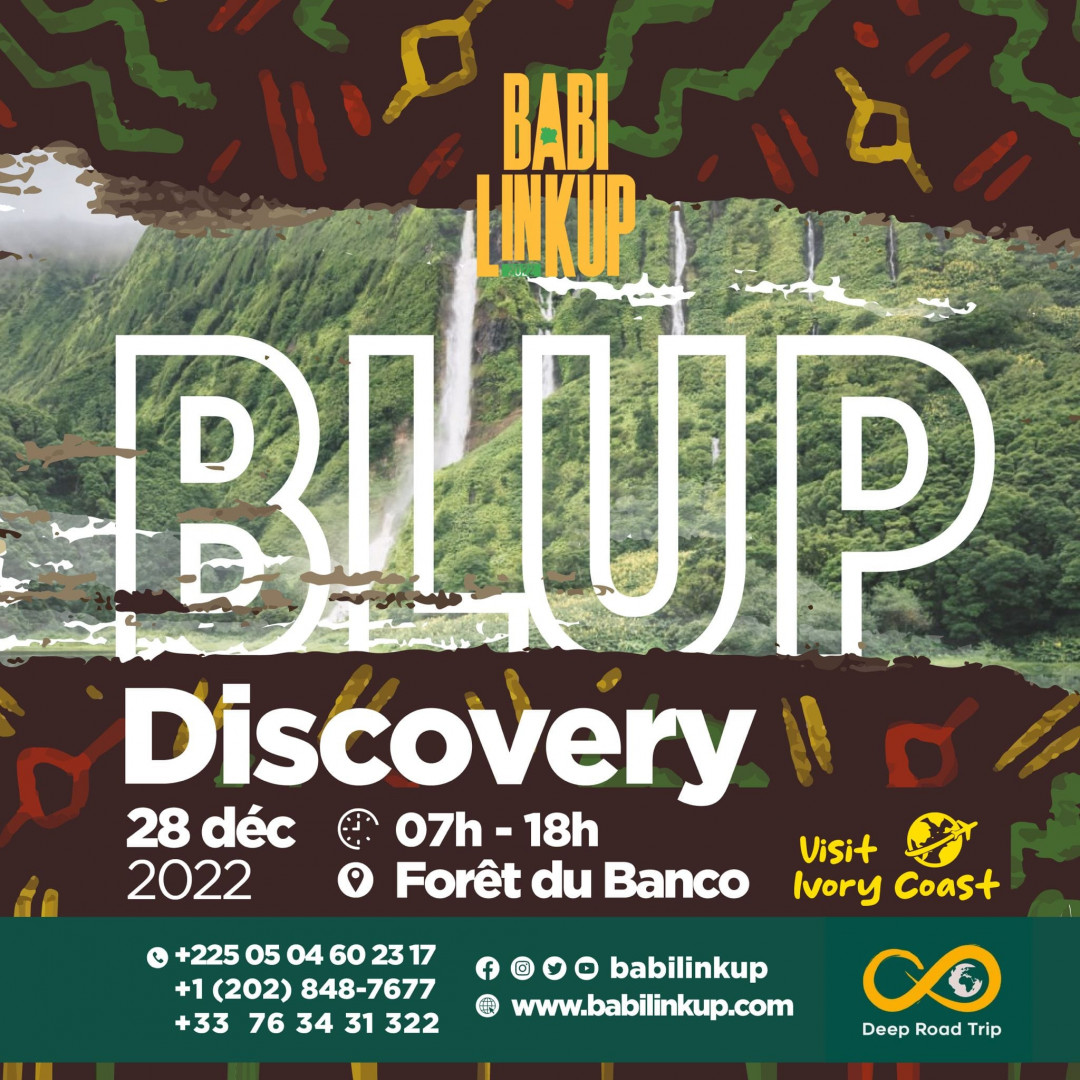 BABI
LINKUP
BLUP
Discovery
28 déc
2022
07h - 18h
Forêt du Banco
Visit
Ivory Coast
+225 05 04 60 23 17
+1 (202) 848-7677
+33 76 34 31 322
babilinkup
www.babilinkup.com
Deep Road Trip